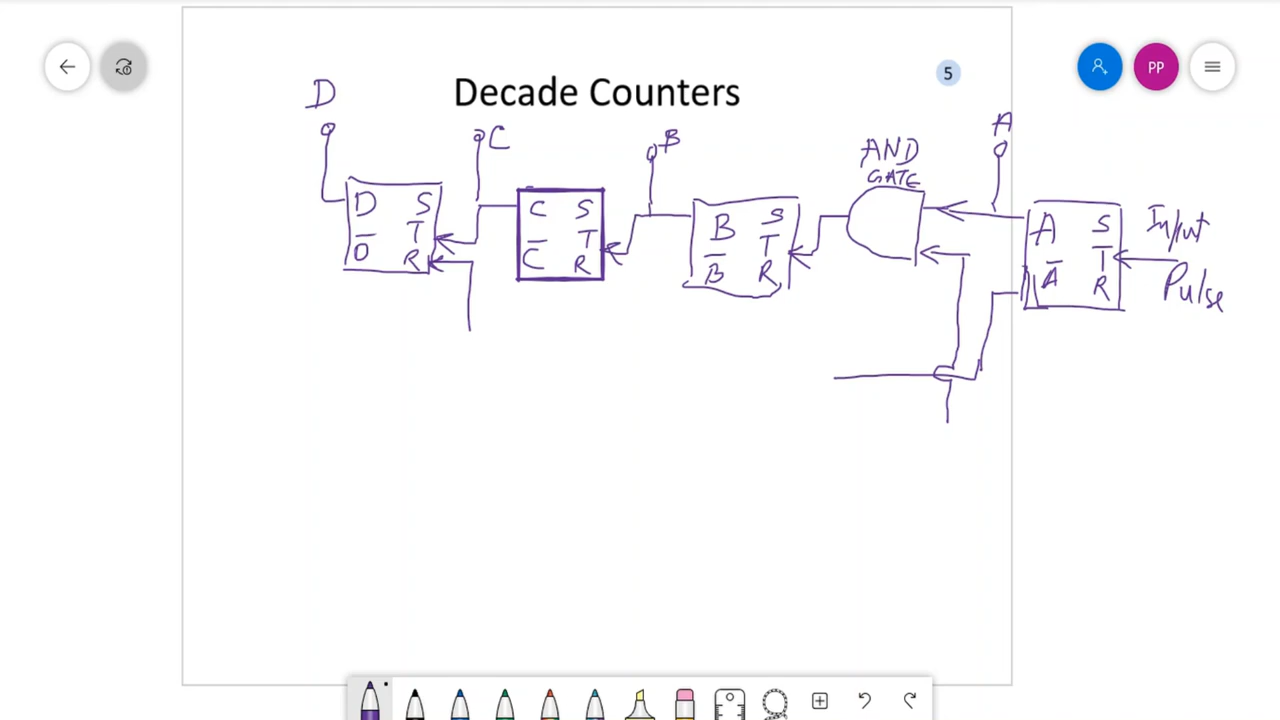 5
PP
Decade Counters
D
C
B
AND
GATE
A
D S
T
O̅ R
C S
T
C̅ R
B S
T
B̅ R
A S
T
A̅ R
Input
Pulse